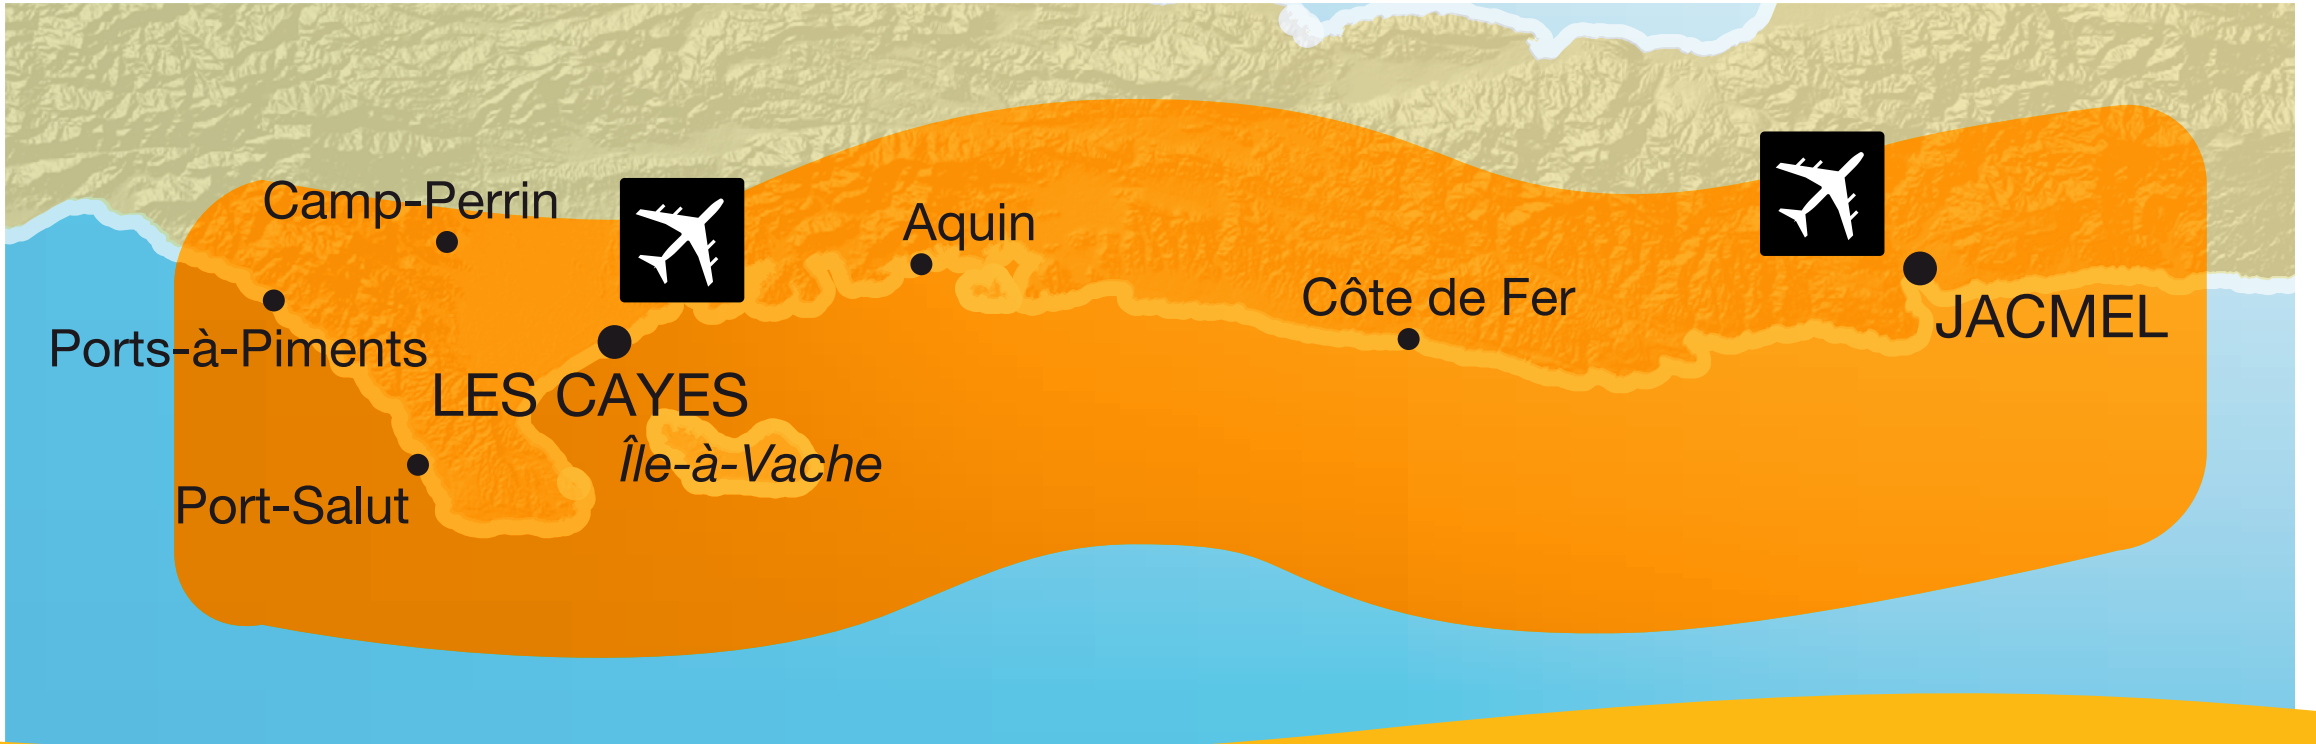 Camp-Perrin
Aquin
Côte de Fer
JACMEL
Ports-à-Piments
LES CAYES
Île-à-Vache
Port-Salut